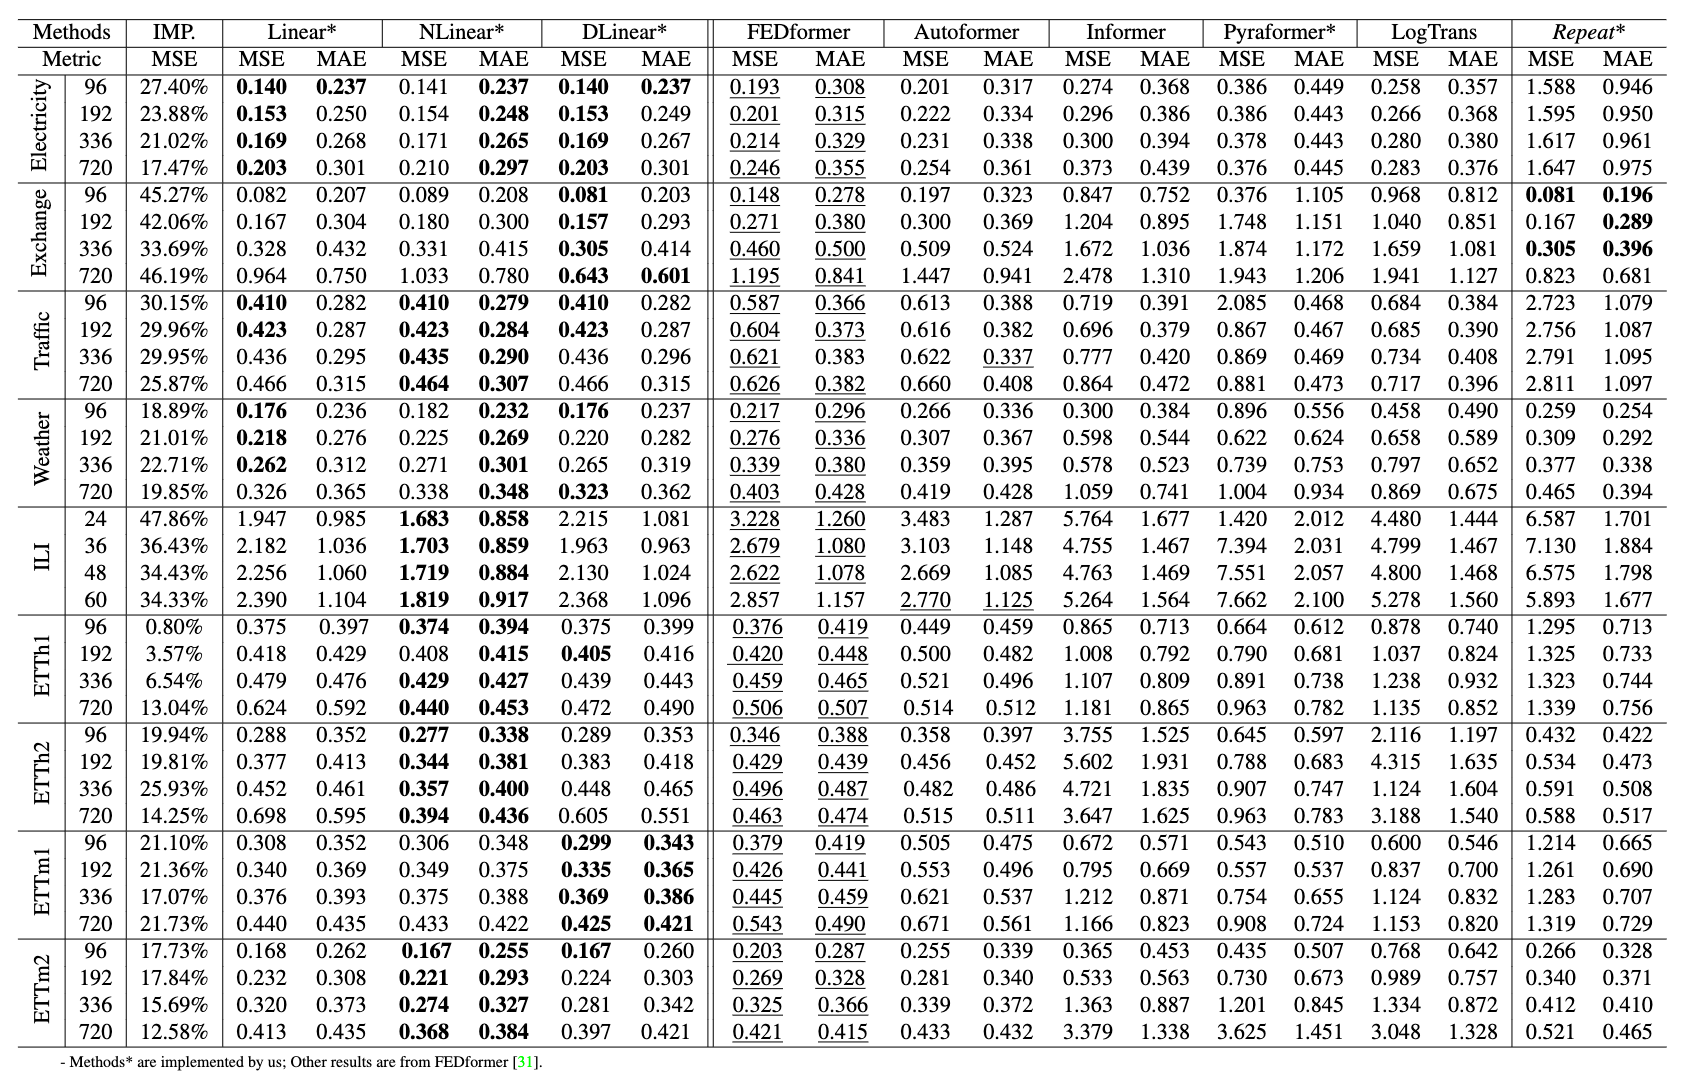 Methods IMP. Linear* NLinear* DLinear* FEDformer Autoformer Informer Pyraformer* LogTrans Repeat*
Metric MSE MSE MAE MSE MAE MSE MAE MSE MAE MSE MAE MSE MAE MSE MAE MSE MAE MSE MAE
Electricity
96 27.40% 0.140 0.237 0.141 0.237 0.140 0.237 0.193 0.308 0.201 0.317 0.274 0.368 0.386 0.449 0.258 0.357 1.588 0.946
192 23.88% 0.153 0.250 0.154 0.248 0.153 0.249 0.201 0.315 0.222 0.334 0.296 0.386 0.386 0.443 0.266 0.368 1.595 0.950
336 21.02% 0.169 0.268 0.171 0.265 0.169 0.267 0.214 0.329 0.231 0.338 0.300 0.394 0.378 0.443 0.280 0.380 1.617 0.961
720 17.47% 0.203 0.301 0.210 0.297 0.203 0.301 0.246 0.355 0.254 0.361 0.373 0.439 0.376 0.445 0.283 0.376 1.647 0.975
Exchange
96 45.27% 0.082 0.207 0.089 0.208 0.081 0.203 0.148 0.278 0.197 0.323 0.847 0.752 0.376 1.105 0.968 0.812 0.081 0.196
192 42.06% 0.167 0.304 0.180 0.300 0.157 0.293 0.271 0.380 0.300 0.369 1.204 0.895 1.748 1.151 1.040 0.851 0.167 0.289
336 33.69% 0.328 0.432 0.331 0.415 0.305 0.414 0.460 0.500 0.509 0.524 1.672 1.036 1.874 1.172 1.659 1.081 0.305 0.396
720 46.19% 0.964 0.750 1.033 0.780 0.643 0.601 1.195 0.841 1.447 0.941 2.478 1.310 1.943 1.206 1.941 1.127 0.823 0.681
Traffic
96 30.15% 0.410 0.282 0.410 0.279 0.410 0.282 0.587 0.366 0.613 0.388 0.719 0.391 2.085 0.468 0.684 0.384 2.723 1.079
192 29.96% 0.423 0.287 0.423 0.284 0.423 0.287 0.604 0.373 0.616 0.382 0.696 0.379 0.867 0.467 0.685 0.390 2.756 1.087
336 29.95% 0.436 0.295 0.435 0.290 0.436 0.296 0.621 0.383 0.622 0.337 0.777 0.420 0.869 0.469 0.734 0.408 2.791 1.095
720 25.87% 0.466 0.315 0.464 0.307 0.466 0.315 0.626 0.382 0.660 0.408 0.864 0.472 0.881 0.473 0.717 0.396 2.811 1.097
Weather
96 18.89% 0.176 0.236 0.182 0.232 0.176 0.237 0.217 0.296 0.266 0.336 0.300 0.384 0.896 0.556 0.458 0.490 0.259 0.254
192 21.01% 0.218 0.276 0.225 0.269 0.220 0.282 0.276 0.336 0.307 0.367 0.598 0.544 0.622 0.624 0.658 0.589 0.309 0.292
336 22.71% 0.262 0.312 0.271 0.301 0.265 0.319 0.339 0.380 0.359 0.395 0.578 0.523 0.739 0.753 0.797 0.652 0.377 0.338
720 19.85% 0.326 0.365 0.338 0.348 0.323 0.362 0.403 0.428 0.419 0.428 1.059 0.741 1.004 0.934 0.869 0.675 0.465 0.394
ILI
24 47.86% 1.947 0.985 1.683 0.858 2.215 1.081 3.228 1.260 3.483 1.287 5.764 1.677 1.420 2.012 4.480 1.444 6.587 1.701
36 36.43% 2.182 1.036 1.703 0.859 1.963 0.963 2.679 1.080 3.103 1.148 4.755 1.467 7.394 2.031 4.799 1.467 7.130 1.884
48 34.43% 2.256 1.060 1.719 0.884 2.130 1.024 2.622 1.078 2.669 1.085 4.763 1.469 7.551 2.057 4.800 1.468 6.575 1.798
60 34.33% 2.390 1.104 1.819 0.917 2.368 1.096 2.857 1.157 2.770 1.125 5.264 1.564 7.662 2.100 5.278 1.560 5.893 1.677
ETTh1
96 0.80% 0.375 0.397 0.374 0.394 0.375 0.399 0.376 0.419 0.449 0.459 0.865 0.713 0.664 0.612 0.878 0.740 1.295 0.713
192 3.57% 0.418 0.429 0.408 0.415 0.405 0.416 0.420 0.448 0.500 0.482 1.008 0.792 0.790 0.681 1.037 0.824 1.325 0.733
336 6.54% 0.479 0.476 0.429 0.427 0.439 0.443 0.459 0.465 0.521 0.496 1.107 0.809 0.891 0.738 1.238 0.932 1.323 0.744
720 13.04% 0.624 0.592 0.440 0.453 0.472 0.490 0.506 0.507 0.514 0.512 1.181 0.865 0.963 0.782 1.135 0.852 1.339 0.756
ETTh2
96 19.94% 0.288 0.352 0.277 0.338 0.289 0.353 0.346 0.388 0.358 0.397 3.755 1.525 0.645 0.597 2.116 1.197 0.432 0.422
192 19.81% 0.377 0.413 0.344 0.381 0.383 0.418 0.429 0.439 0.456 0.452 5.602 1.931 0.788 0.683 4.315 1.635 0.534 0.473
336 25.93% 0.452 0.461 0.357 0.400 0.448 0.465 0.496 0.487 0.482 0.486 4.721 1.835 0.907 0.747 1.124 1.604 0.591 0.508
720 14.25% 0.698 0.595 0.394 0.436 0.605 0.551 0.463 0.474 0.515 0.511 3.647 1.625 0.963 0.783 3.188 1.540 0.588 0.517
ETTm1
96 21.10% 0.308 0.352 0.306 0.348 0.299 0.343 0.379 0.419 0.505 0.475 0.672 0.571 0.543 0.510 0.600 0.546 1.214 0.665
192 21.36% 0.340 0.369 0.349 0.375 0.335 0.365 0.426 0.441 0.553 0.496 0.795 0.669 0.557 0.537 0.837 0.700 1.261 0.690
336 17.07% 0.376 0.393 0.375 0.388 0.369 0.386 0.445 0.459 0.621 0.537 1.212 0.871 0.754 0.655 1.124 0.832 1.283 0.707
720 21.73% 0.440 0.435 0.433 0.422 0.425 0.421 0.543 0.490 0.671 0.561 1.166 0.823 0.908 0.724 1.153 0.820 1.319 0.729
ETTm2
96 17.73% 0.168 0.262 0.167 0.255 0.167 0.260 0.203 0.287 0.255 0.339 0.365 0.453 0.435 0.507 0.768 0.642 0.266 0.328
192 17.84% 0.232 0.308 0.221 0.293 0.224 0.303 0.269 0.328 0.281 0.340 0.533 0.563 0.730 0.673 0.989 0.757 0.340 0.371
336 15.69% 0.320 0.373 0.274 0.327 0.281 0.342 0.325 0.366 0.339 0.372 1.363 0.887 1.201 0.845 1.334 0.872 0.412 0.410
720 12.58% 0.413 0.435 0.368 0.384 0.397 0.421 0.421 0.415 0.433 0.432 3.379 1.338 3.625 1.451 3.048 1.328 0.521 0.465
- Methods* are implemented by us; Other results are from FEDformer [31].